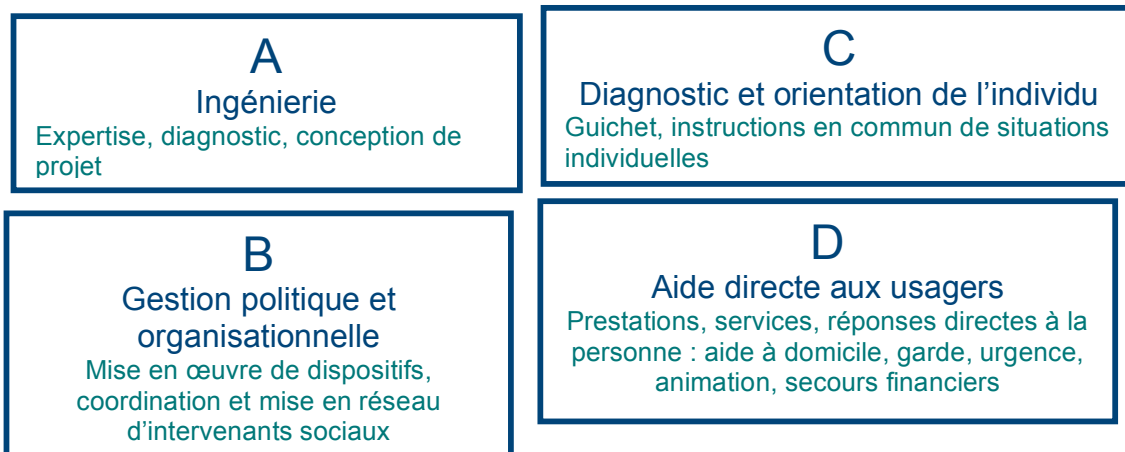 A
Ingénierie
Expertise, diagnostic, conception de
projet
B
Gestion politique et
organisationnelle
Mise en œuvre de dispositifs,
coordination et mise en réseau
d'intervenants sociaux
C
Diagnostic et orientation de l'individu
Guichet, instructions en commun de situations
individuelles
D
Aide directe aux usagers
Prestations, services, réponses directes à la
personne : aide à domicile, garde, urgence,
animation, secours financiers